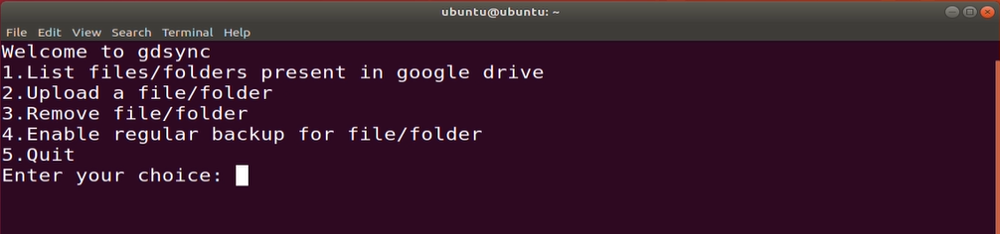 ubuntu@ubuntu: ~
File Edit View Search Terminal Help
Welcome to gdsync
1.List files/folders present in google drive
2.Upload a file/folder
3.Remove file/folder
4.Enable regular backup for file/folder
5.Quit
Enter your choice: